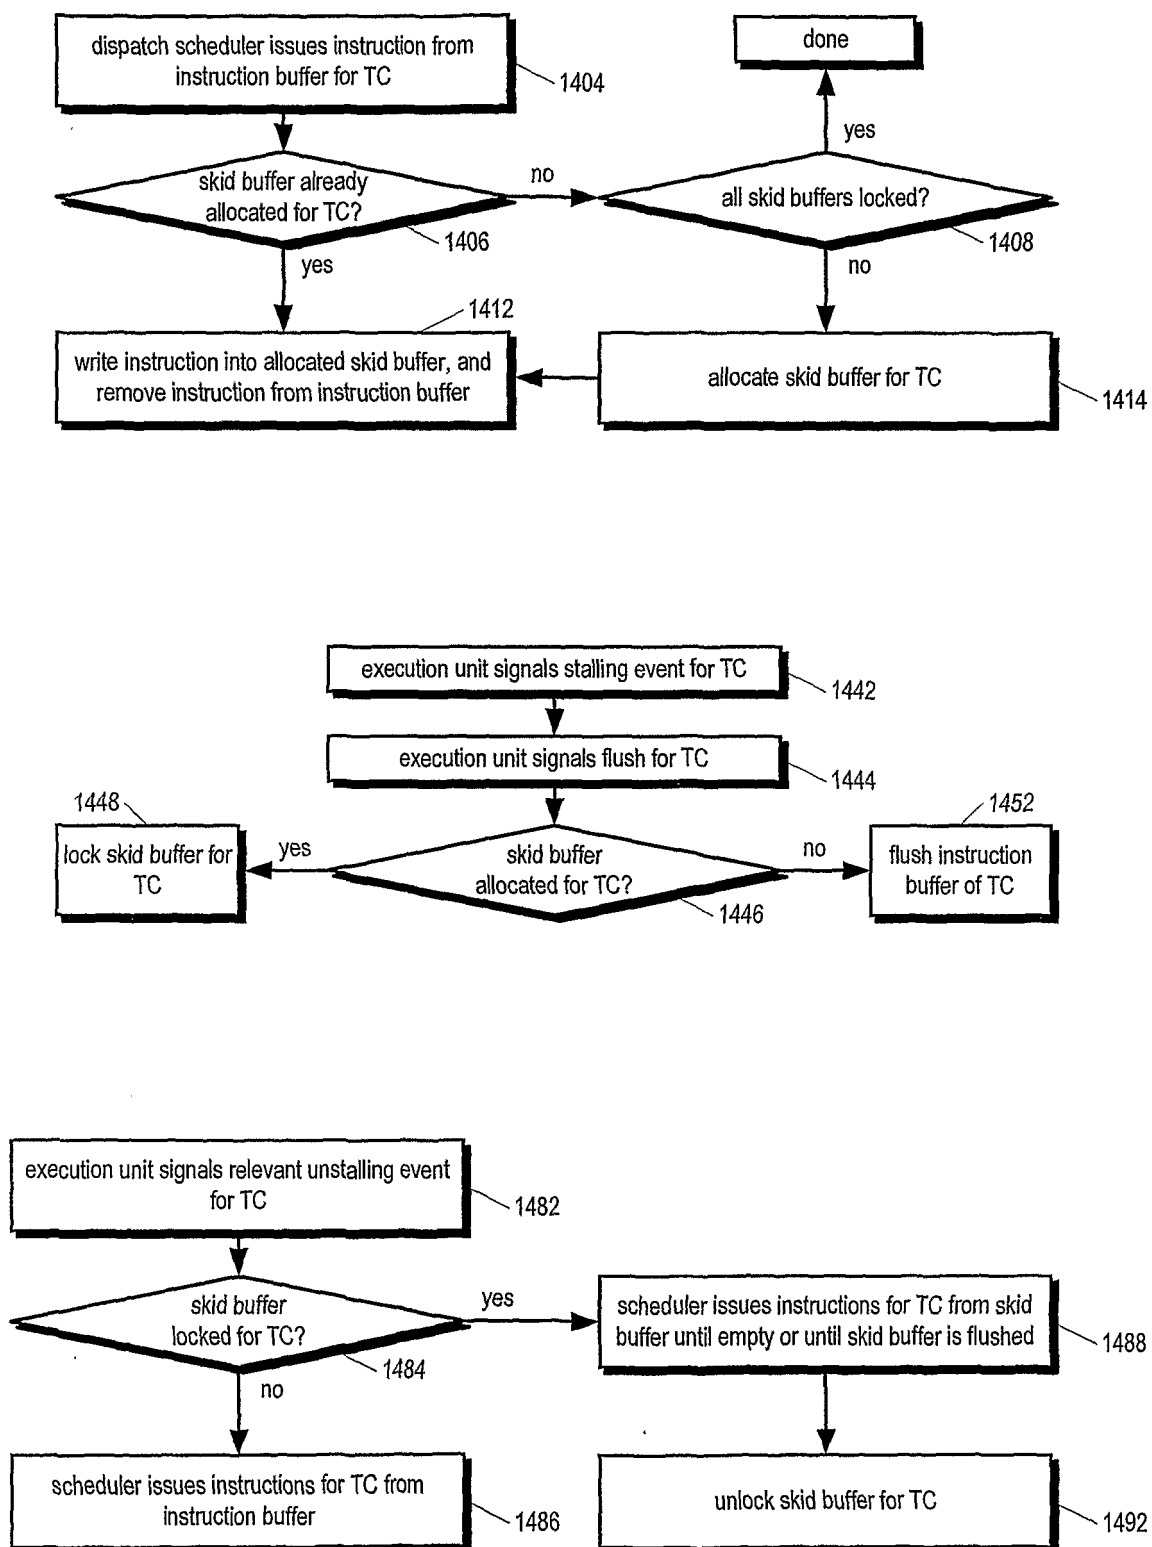 dispatch scheduler issues instruction from
instruction buffer for TC
1404
done
yes
skid buffer already
allocated for TC?
1406
no
all skid buffers locked?
1408
yes
no
1412
write instruction into allocated skid buffer, and
remove instruction from instruction buffer
allocate skid buffer for TC
1414
execution unit signals stalling event for TC
1442
execution unit signals flush for TC
1444
1448
lock skid buffer for
TC
yes
skid buffer
allocated for TC?
1446
no
1452
flush instruction
buffer of TC
execution unit signals relevant unstalling event
for TC
1482
skid buffer
locked for TC?
1484
yes
scheduler issues instructions for TC from skid
buffer until empty or until skid buffer is flushed
1488
no
scheduler issues instructions for TC from
instruction buffer
1486
unlock skid buffer for TC
1492